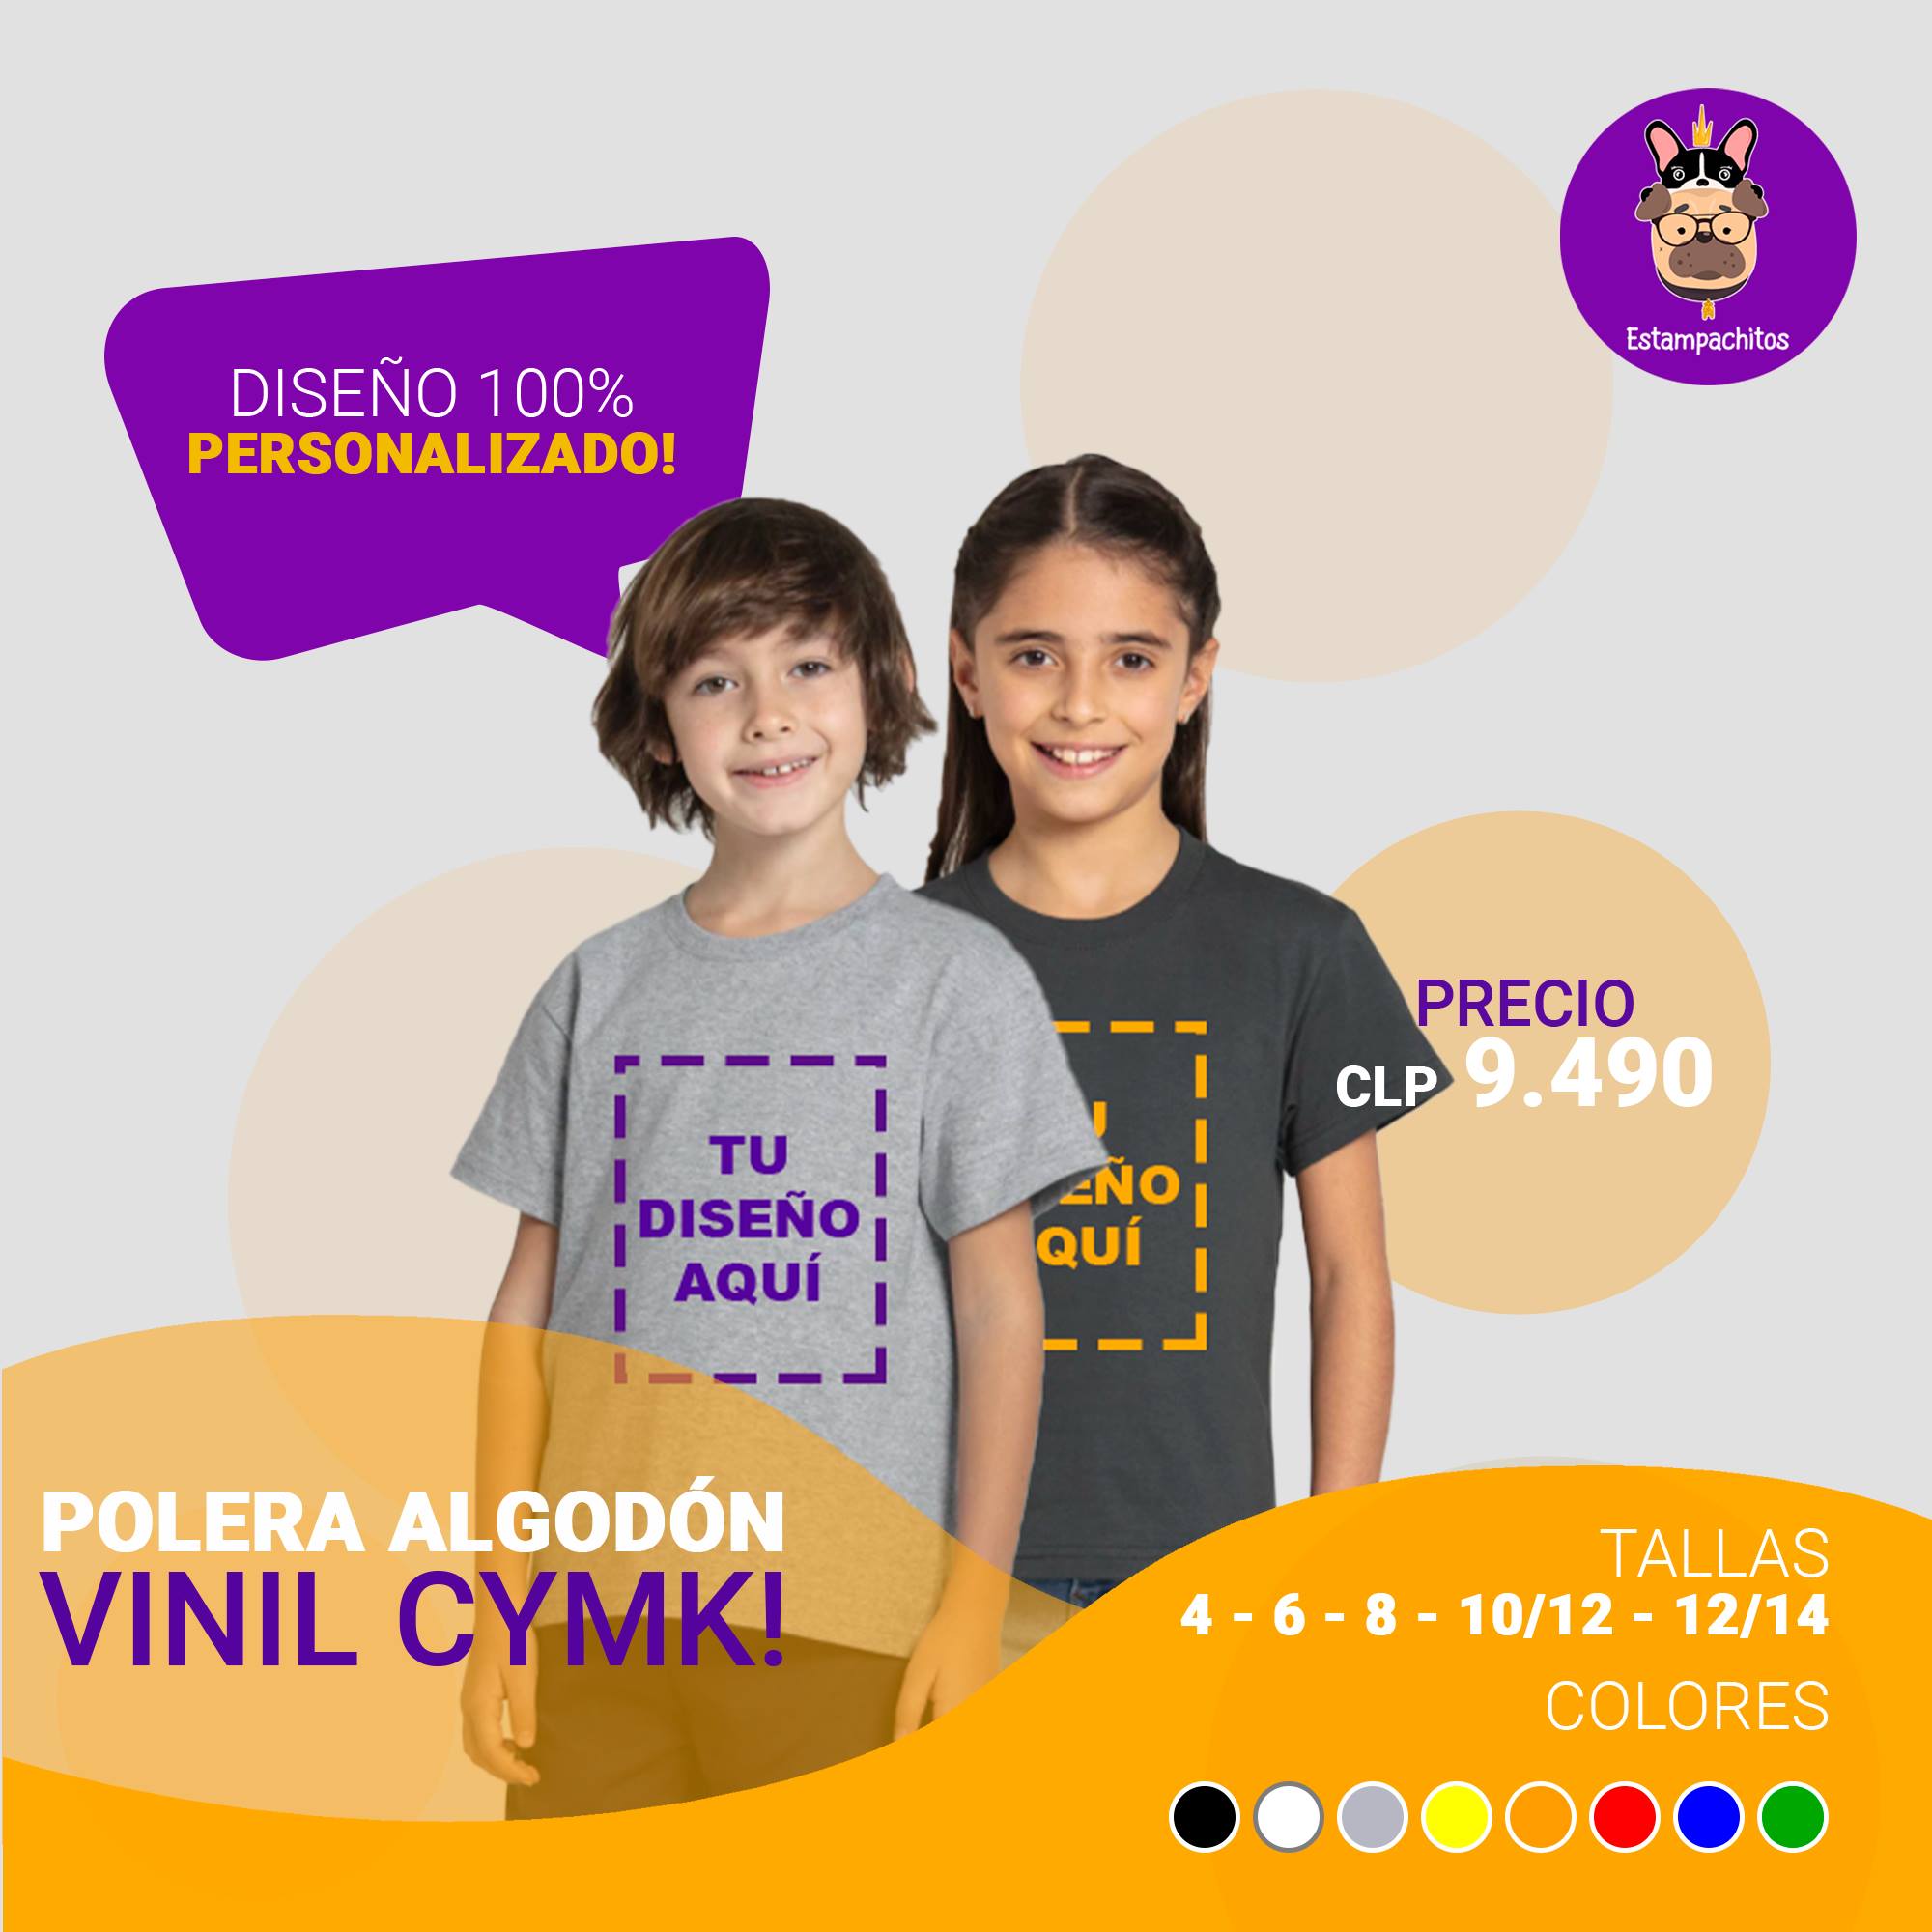 Estampachitos
DISEÑO 100%
PERSONALIZADO!
PRECIO
CLP 9.490
TU
DISEÑO
AQUÍ
POLERA ALGODÓN
VINIL CYMK!
TALLAS
4 - 6 - 8 - 10/12 - 12/14
COLORES